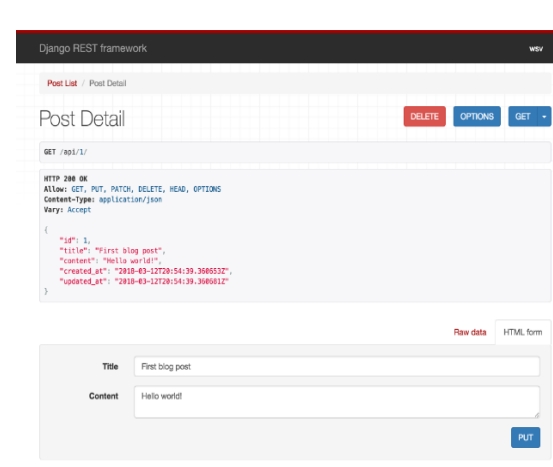 Django REST framework
wsv
Post List / Post Detail
Post Detail
DELETE
OPTIONS
GET
GET /api/1/
HTTP 200 OK
Allow: GET, PUT, PATCH, DELETE, HEAD, OPTIONS
Content-Type: application/json
Vary: Accept
{
"id": 1,
"title": "First blog post",
"content": "Hello world!",
"created_at": "2018-03-12T20:54:39.360653Z",
"updated_at": "2018-03-12T20:54:39.360681Z"
}
Raw data
HTML form
Title
First blog post
Content
Hello world!
PUT